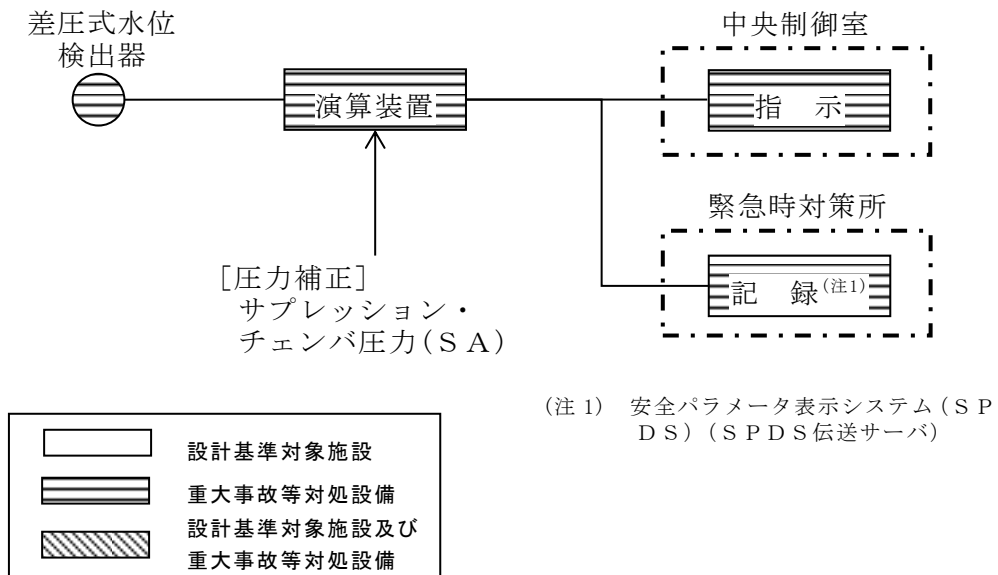 差圧式水位
検出器
演算装置
中央制御室
指　示
緊急時対策所
記　録(注1)
［圧力補正］
サプレッション・
チェンバ圧力(ＳＡ)
(注 1)　安全パラメータ表示システム(ＳＰ
ＤＳ)(ＳＰＤＳ伝送サーバ)
設計基準対象施設
重大事故等対処設備
設計基準対象施設及び
重大事故等対処設備